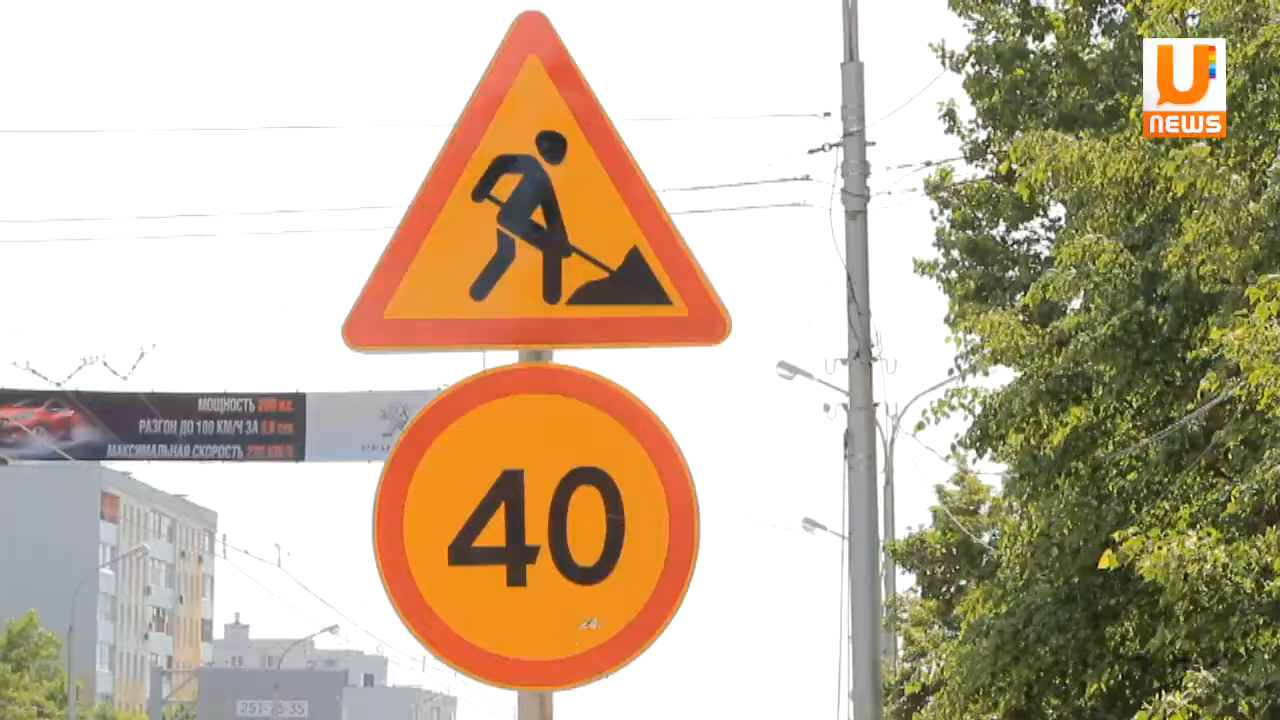 U
NEWS
МОЩНОСТЬ
РАЗГОН ДО 100 КМ/Ч ЗА
МАКСИМАЛЬНАЯ СКОРОСТЬ
40